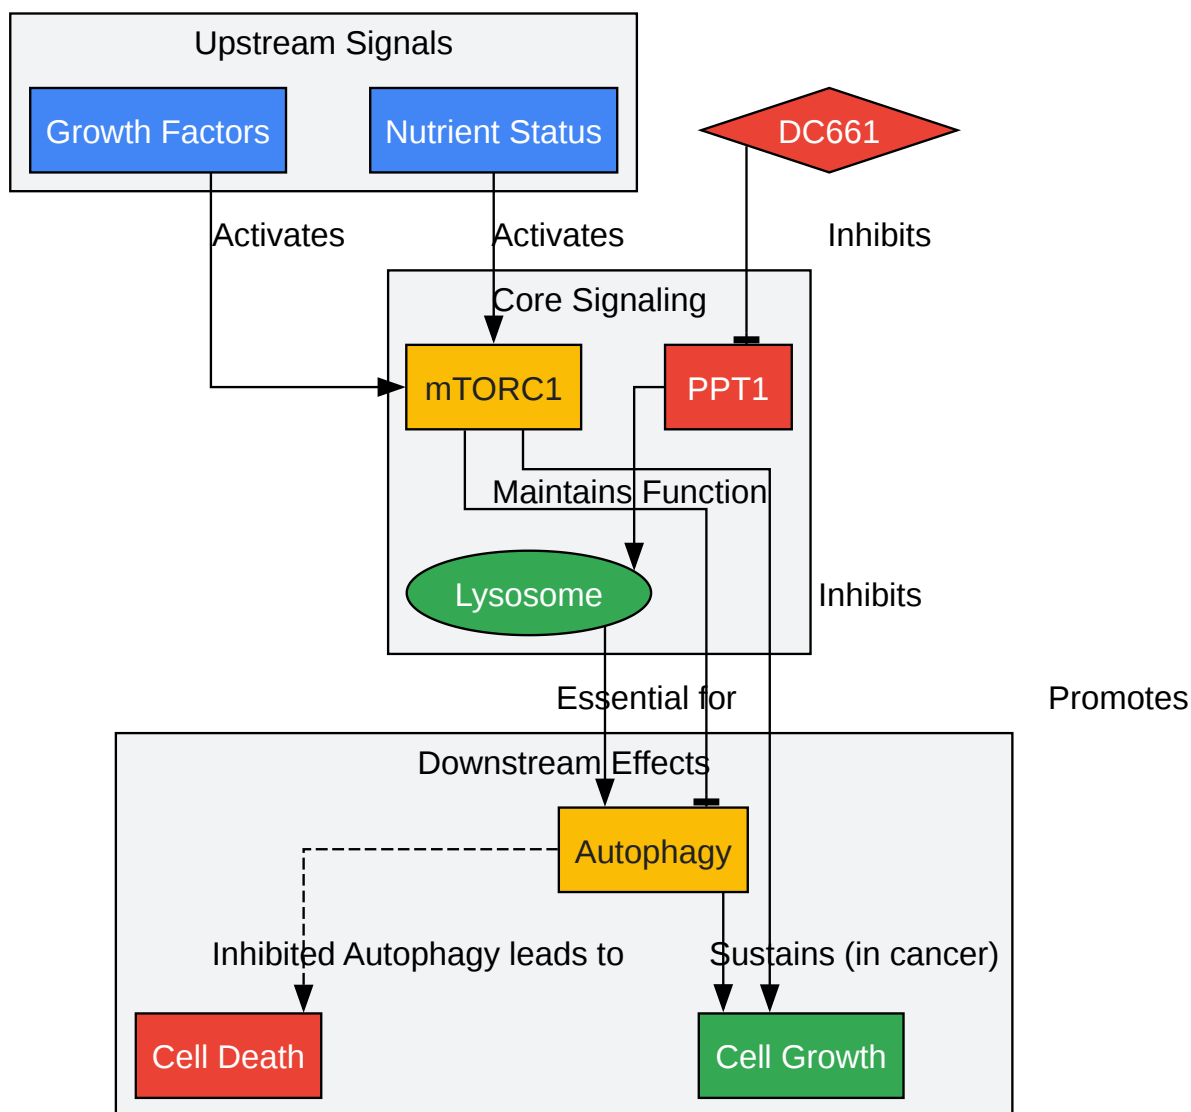 Upstream Signals
Growth Factors
Nutrient Status
DC661
Activates
Activates
Inhibits
Core Signaling
mTORC1
PPT1
Maintains Function
Lysosome
Inhibits
Essential for
Promotes
Downstream Effects
Autophagy
Inhibited Autophagy leads to
Sustains (in cancer)
Cell Death
Cell Growth